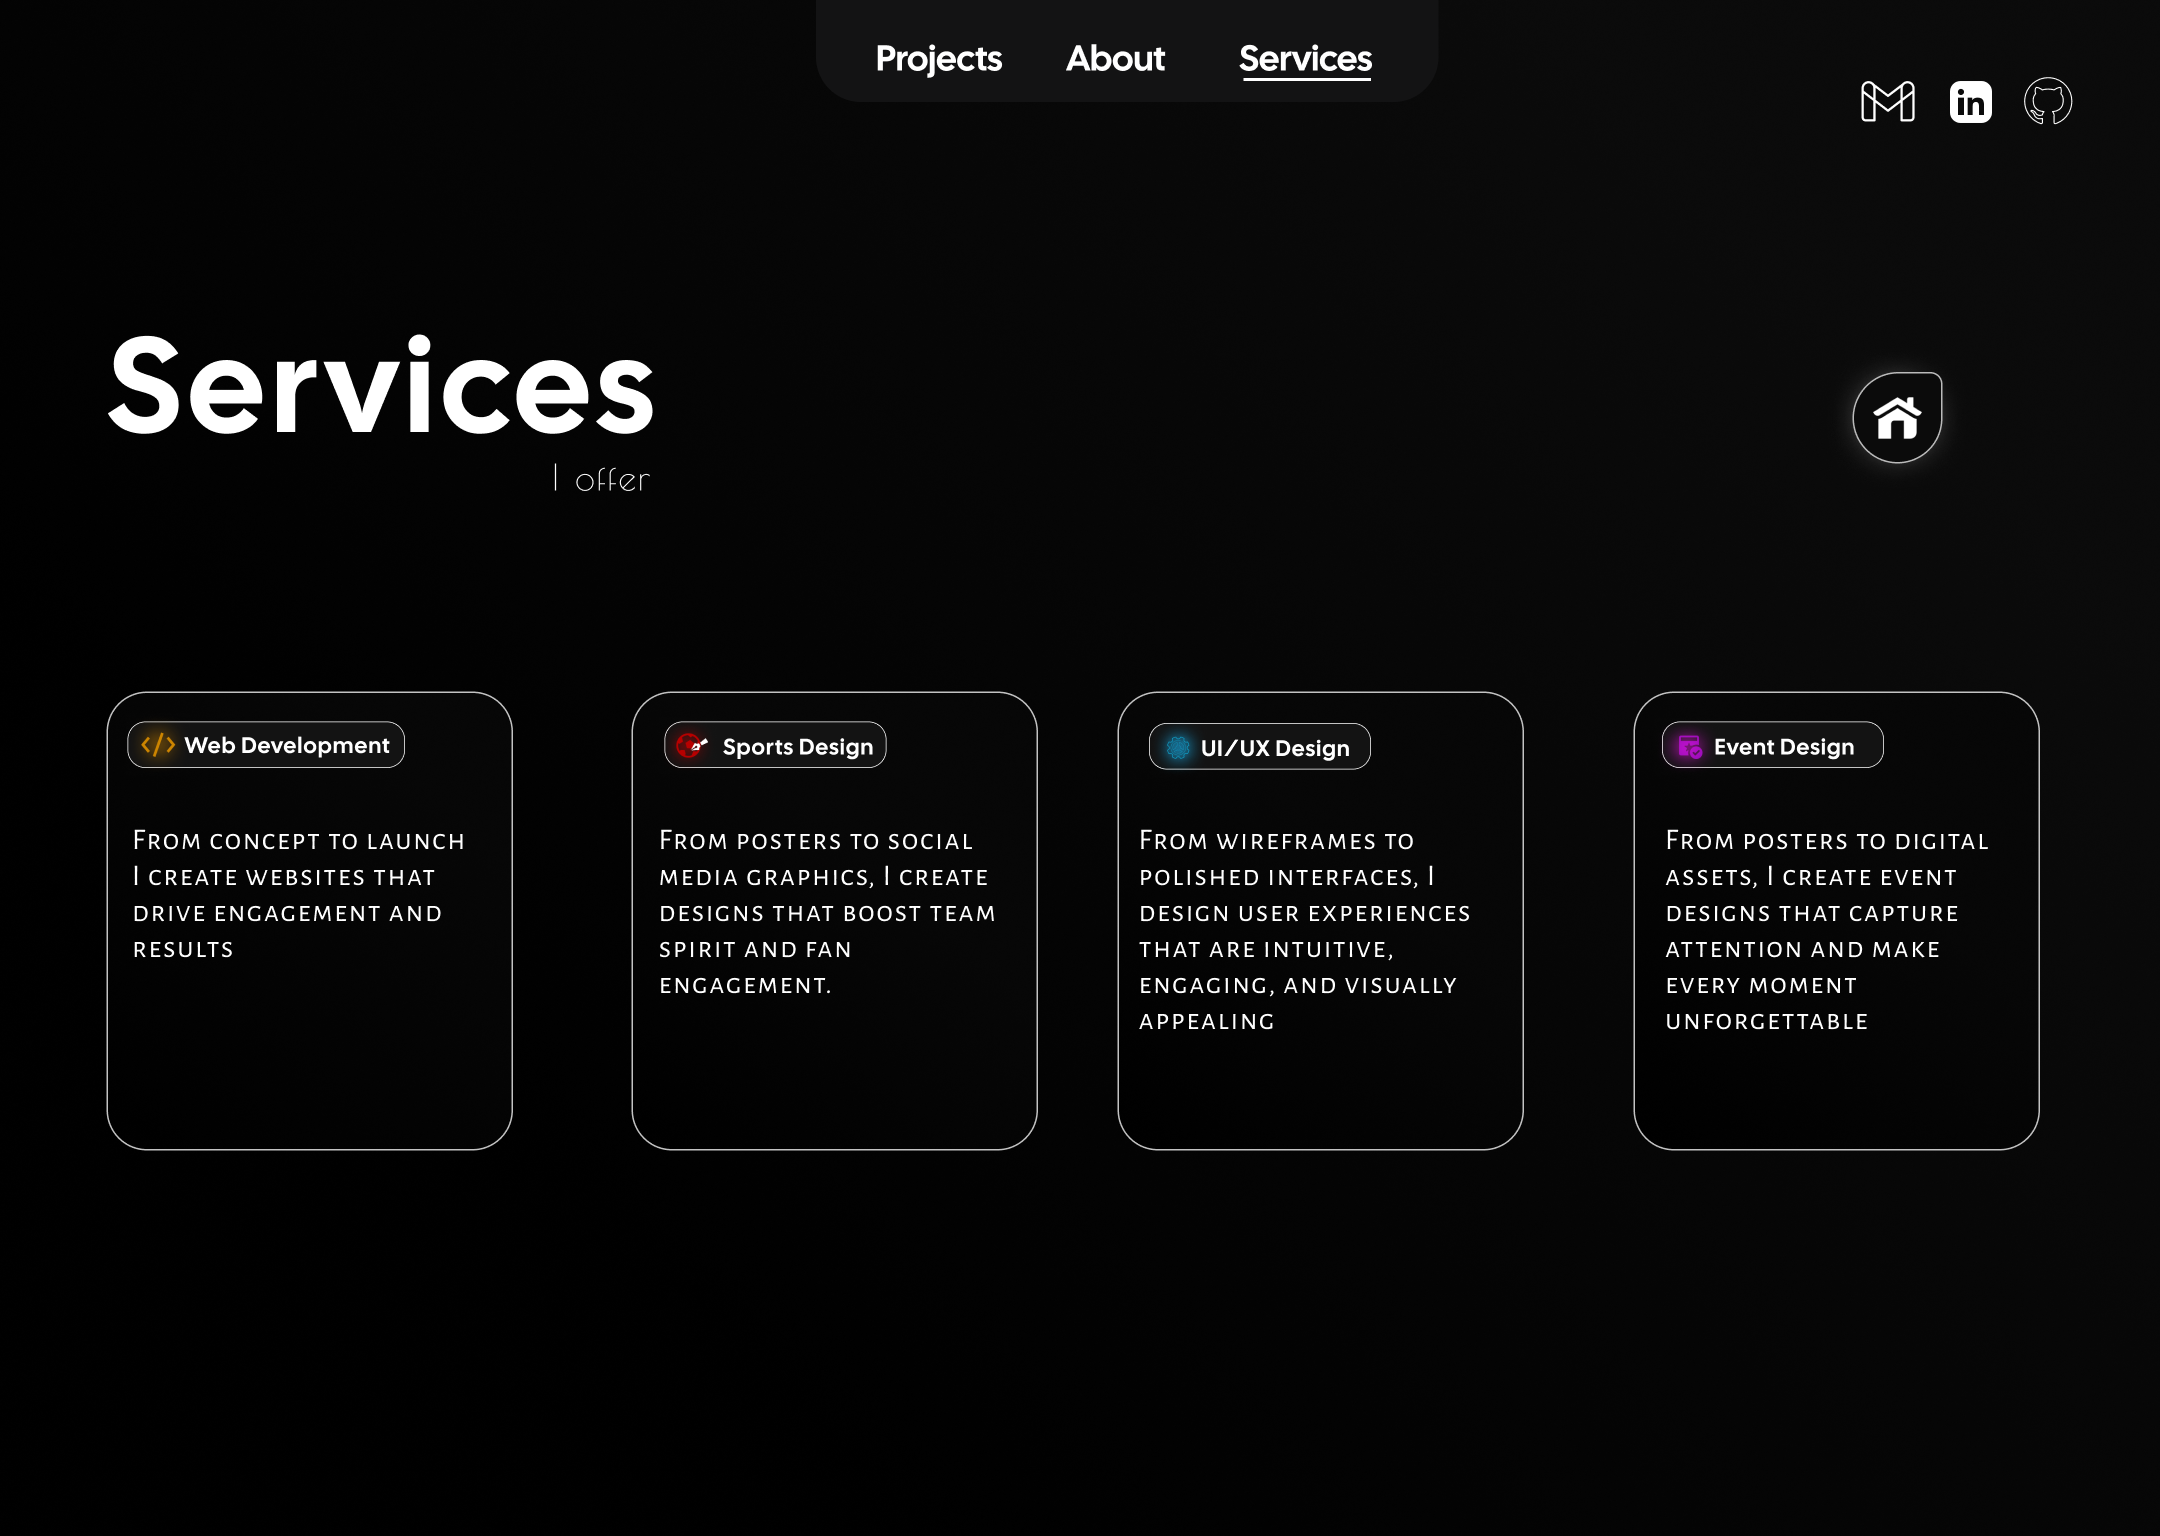 Projects About Services
in
Services
I offer
</> Web Development
From concept to launch
I create websites that
drive engagement and
results
Sports Design
From posters to social
media graphics, I create
designs that boost team
spirit and fan
engagement.
UI/UX Design
From wireframes to
polished interfaces, I
design user experiences
that are intuitive,
engaging, and visually
appealing
Event Design
From posters to digital
assets, I create event
designs that capture
attention and make
every moment
unforgettable